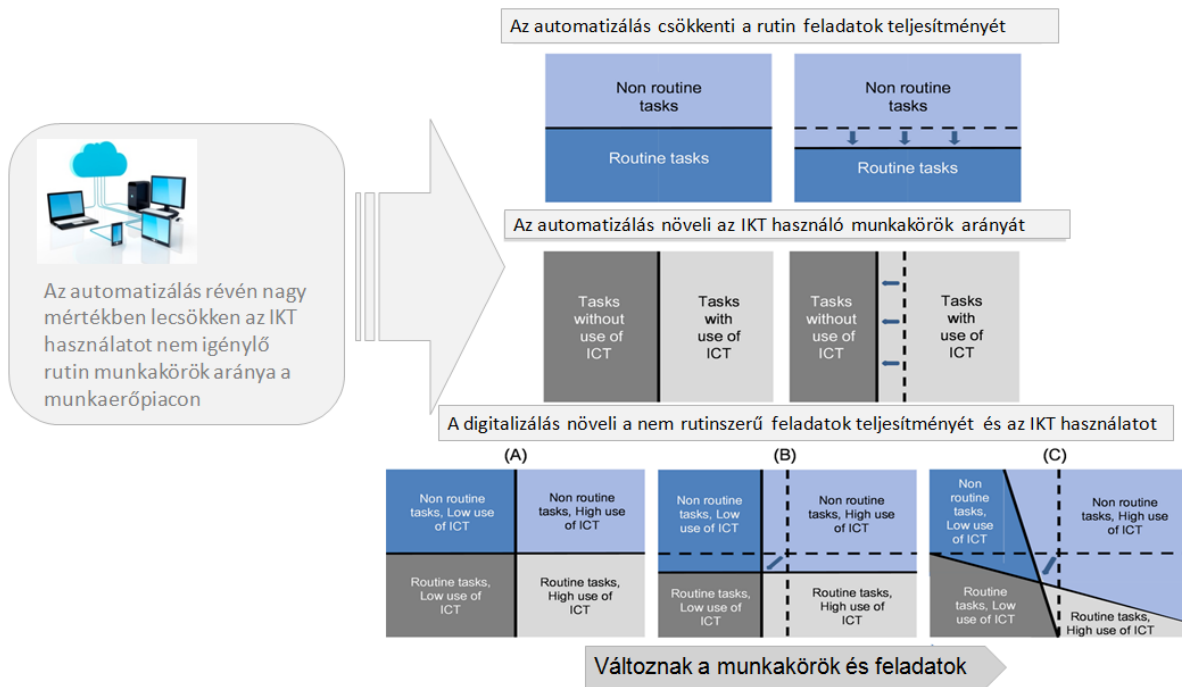 Az automatizálás csökkenti a rutin feladatok teljesítményét
Non routine
tasks
Routine tasks
Non routine
tasks
Routine tasks
Az automatizálás révén nagy
mértékben lecsökken az IKT
használatot nem igénylő
rutin munkakörök aránya a
munkaerőpiacon
Az automatizálás növeli az IKT használó munkakörök arányát
Tasks
without
use of
ICT
Tasks
with
use of
ICT
Tasks
without
use of
ICT
Tasks
with
use of
ICT
A digitalizálás növeli a nem rutinszerű feladatok teljesítményét és az IKT használatot
(A)
Non routine
tasks, Low use
of ICT
Non routine
tasks, High use
of ICT
Routine tasks,
Low use of
ICT
Routine tasks,
High use of
ICT
(B)
Non routine
tasks, Low
use of ICT
Non routine
tasks, High use
of ICT
Routine tasks,
Low use of
ICT
Routine tasks,
High use of
ICT
(C)
Non
routine
tasks,
Low use
of ICT
Non routine
tasks, High use
of ICT
Routine
tasks, Low
use of ICT
Routine tasks,
High use of ICT
Változnak a munkakörök és feladatok